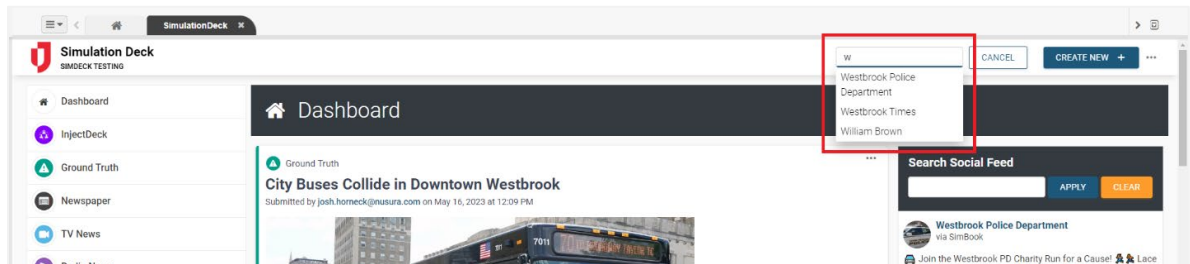 SimulationDeck ×
Simulation Deck
SIMDECK TESTING
w
CANCEL
CREATE NEW +
Westbrook Police
Department
Westbrook Times
William Brown
Dashboard
InjectDeck
Ground Truth
Newspaper
TV News
Dashboard
Ground Truth
City Buses Collide in Downtown Westbrook
Submitted by josh.horneck@nusura.com on May 16, 2023 at 12:09 PM
7011
Search Social Feed
APPLY
CLEAR
Westbrook Police Department
via SimBook
Join the Westbrook PD Charity Run for a Cause! Lace